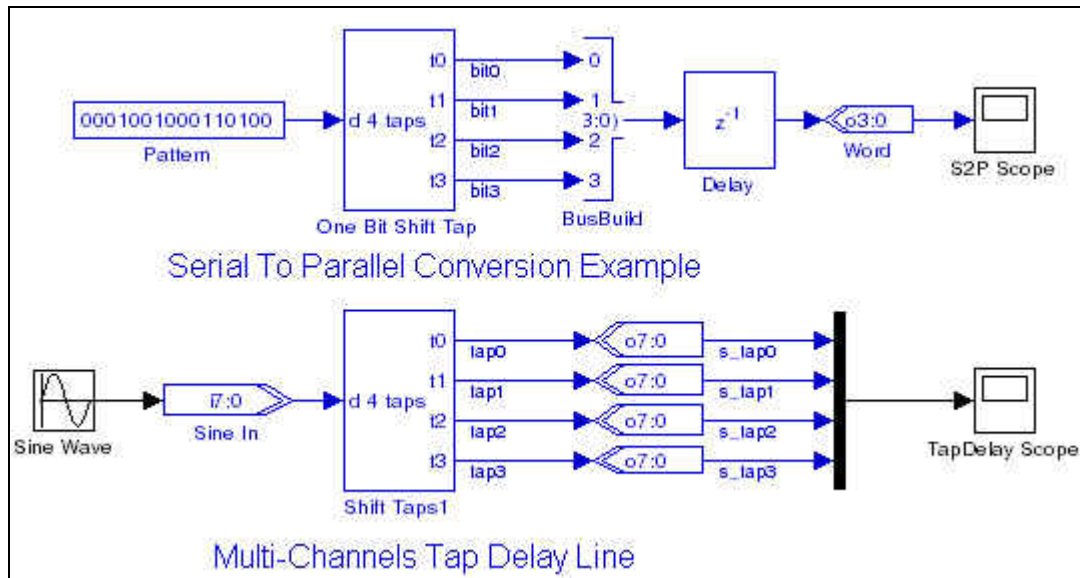 0001001000110100
Pattern
d 4 taps
t0
t1
t2
t3
One Bit Shift Tap
bit0
bit1
bit2
bit3
0
1
3:0)
2
3
BusBuild
z-1
Delay
o3:0
Word
S2P Scope
Serial To Parallel Conversion Example
Sine Wave
i7:0
Sine In
d 4 taps
t0
t1
t2
t3
Shift Taps1
tap0
tap1
tap2
tap3
o7:0
o7:0
o7:0
o7:0
s_tap0
s_tap1
s_tap2
s_tap3
TapDelay Scope
Multi-Channels Tap Delay Line